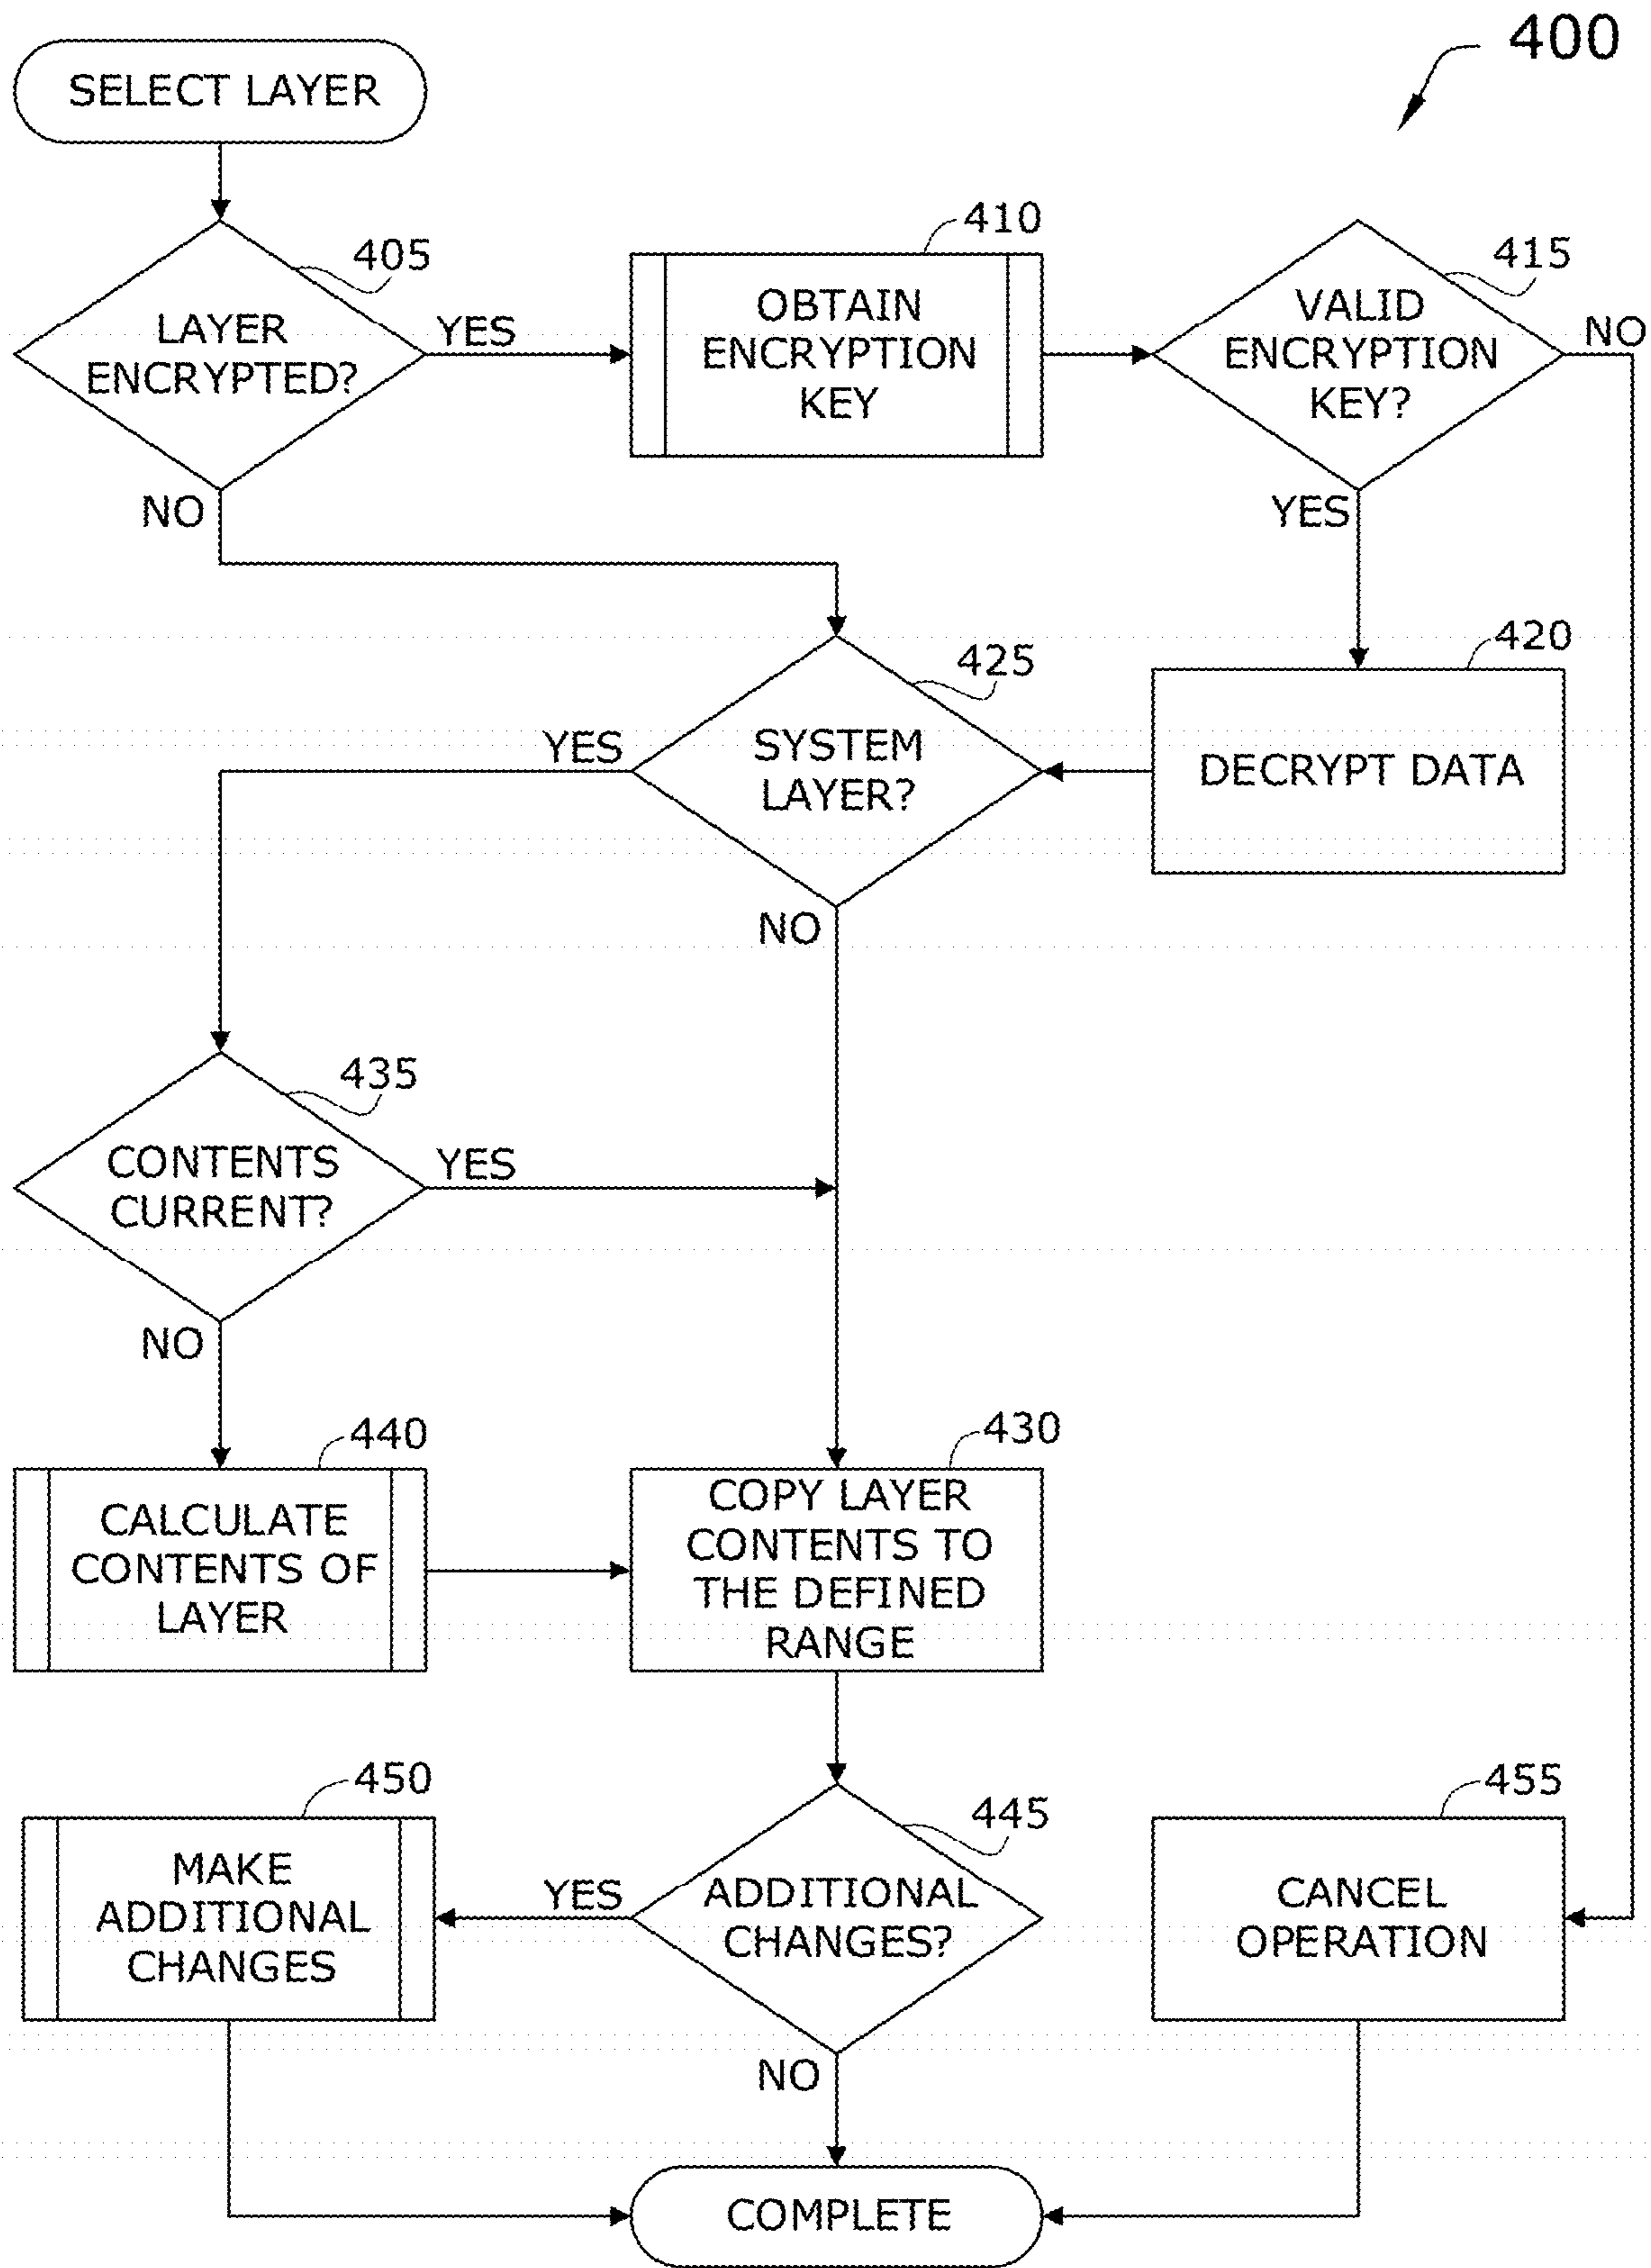 400
SELECT LAYER
405
LAYER
ENCRYPTED?
YES
NO
410
OBTAIN
ENCRYPTION
KEY
415
VALID
ENCRYPTION
KEY?
NO
YES
420
DECRYPT DATA
425
SYSTEM
LAYER?
YES
NO
435
CONTENTS
CURRENT?
YES
NO
440
CALCULATE
CONTENTS OF
LAYER
430
COPY LAYER
CONTENTS TO
THE DEFINED
RANGE
450
MAKE
ADDITIONAL
CHANGES
445
ADDITIONAL
CHANGES?
YES
NO
455
CANCEL
OPERATION
COMPLETE